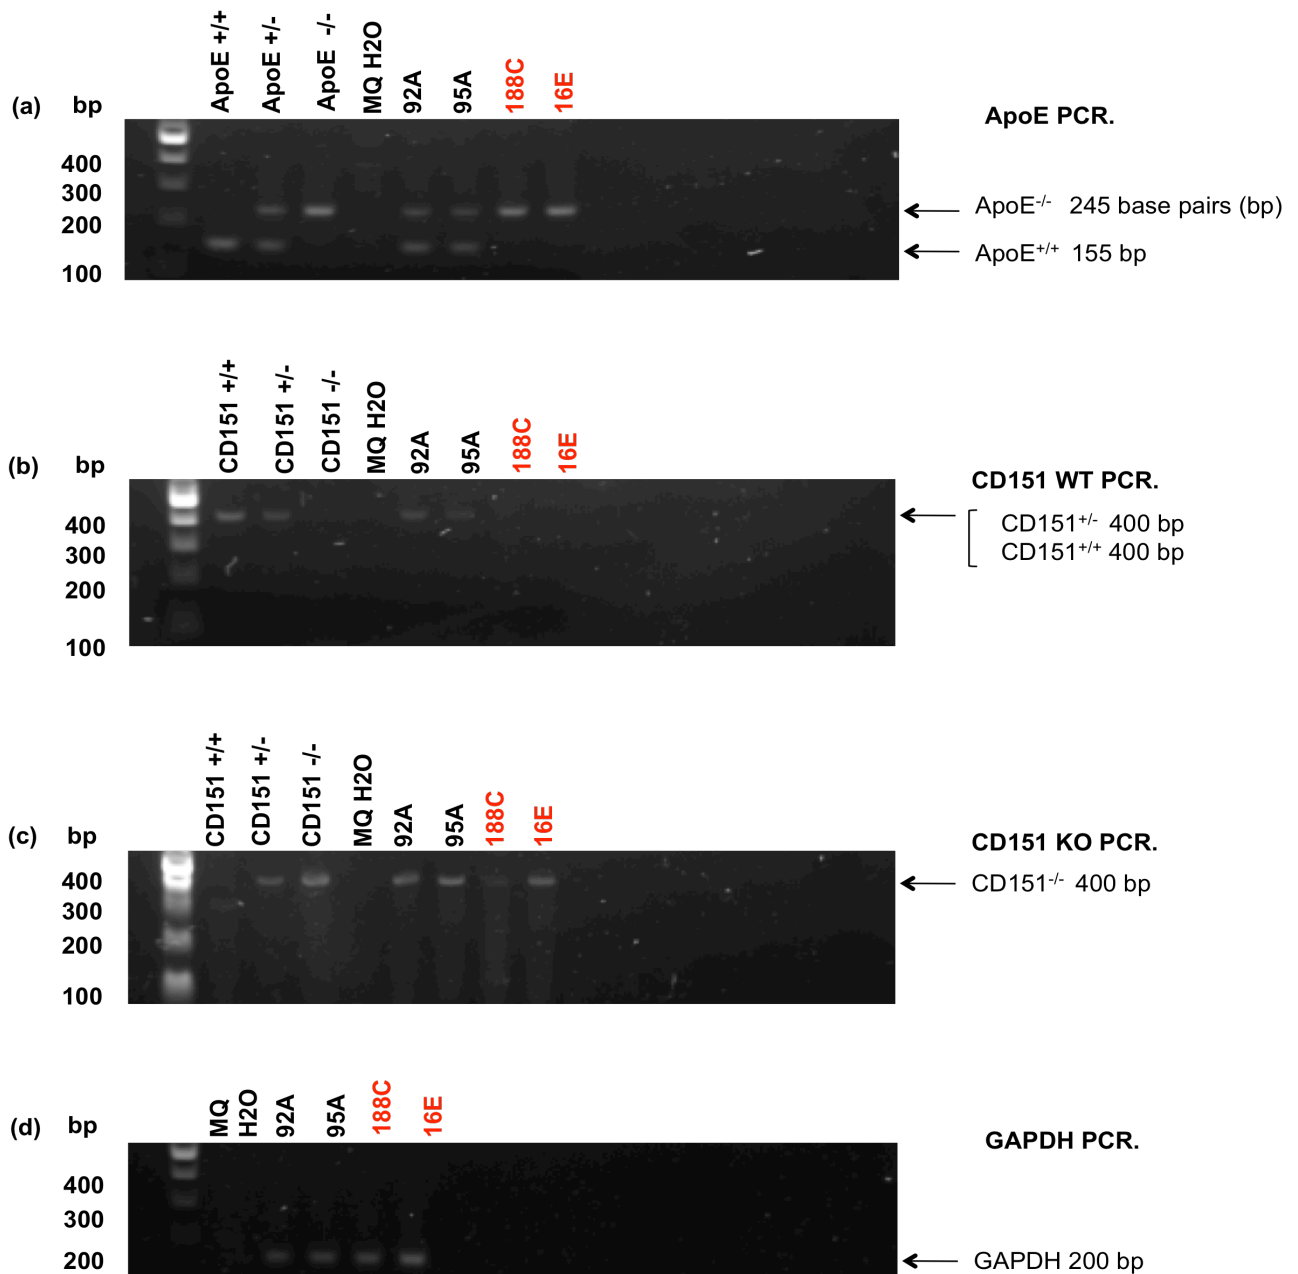 (a)
bp
ApoE +/+
ApoE +/-
ApoE -/-
MQ H2O
92A
95A
188C
16E
ApoE PCR.
400
300
200
100
ApoE-/- 245 base pairs (bp)
ApoE+/+ 155 bp
(b)
bp
CD151 +/+
CD151 +/-
CD151 -/-
MQ H2O
92A
95A
188C
16E
CD151 WT PCR.
400
300
200
100
CD151+/- 400 bp
CD151+/+ 400 bp
(c)
bp
CD151 +/+
CD151 +/-
CD151 -/-
MQ H2O
92A
95A
188C
16E
CD151 KO PCR.
400
300
200
100
CD151-/- 400 bp
(d)
bp
MQ
H2O
92A
95A
188C
16E
GAPDH PCR.
400
300
200
GAPDH 200 bp